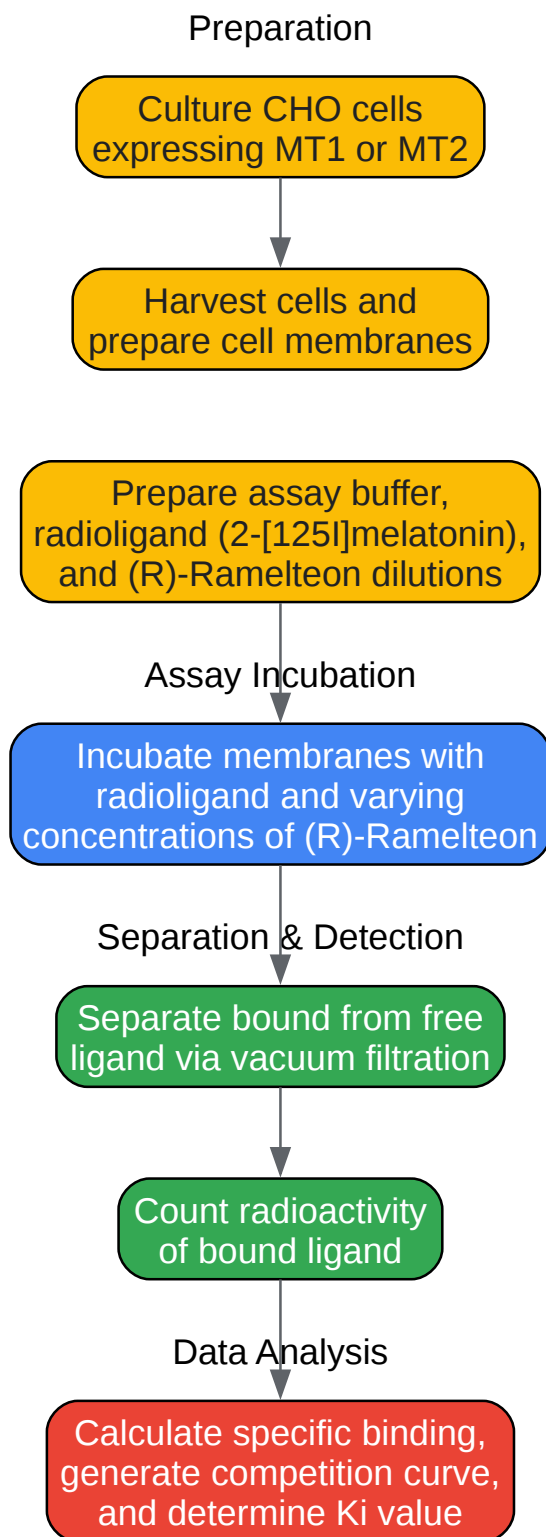 Preparation
Culture CHO cells
expressing MT1 or MT2
Harvest cells and
prepare cell membranes
Prepare assay buffer,
radioligand (2-[125I]melatonin),
and (R)-Ramelteon dilutions
Assay Incubation
Incubate membranes with
radioligand and varying
concentrations of (R)-Ramelteon
Separation & Detection
Separate bound from free
ligand via vacuum filtration
Count radioactivity
of bound ligand
Data Analysis
Calculate specific binding,
generate competition curve,
and determine Ki value